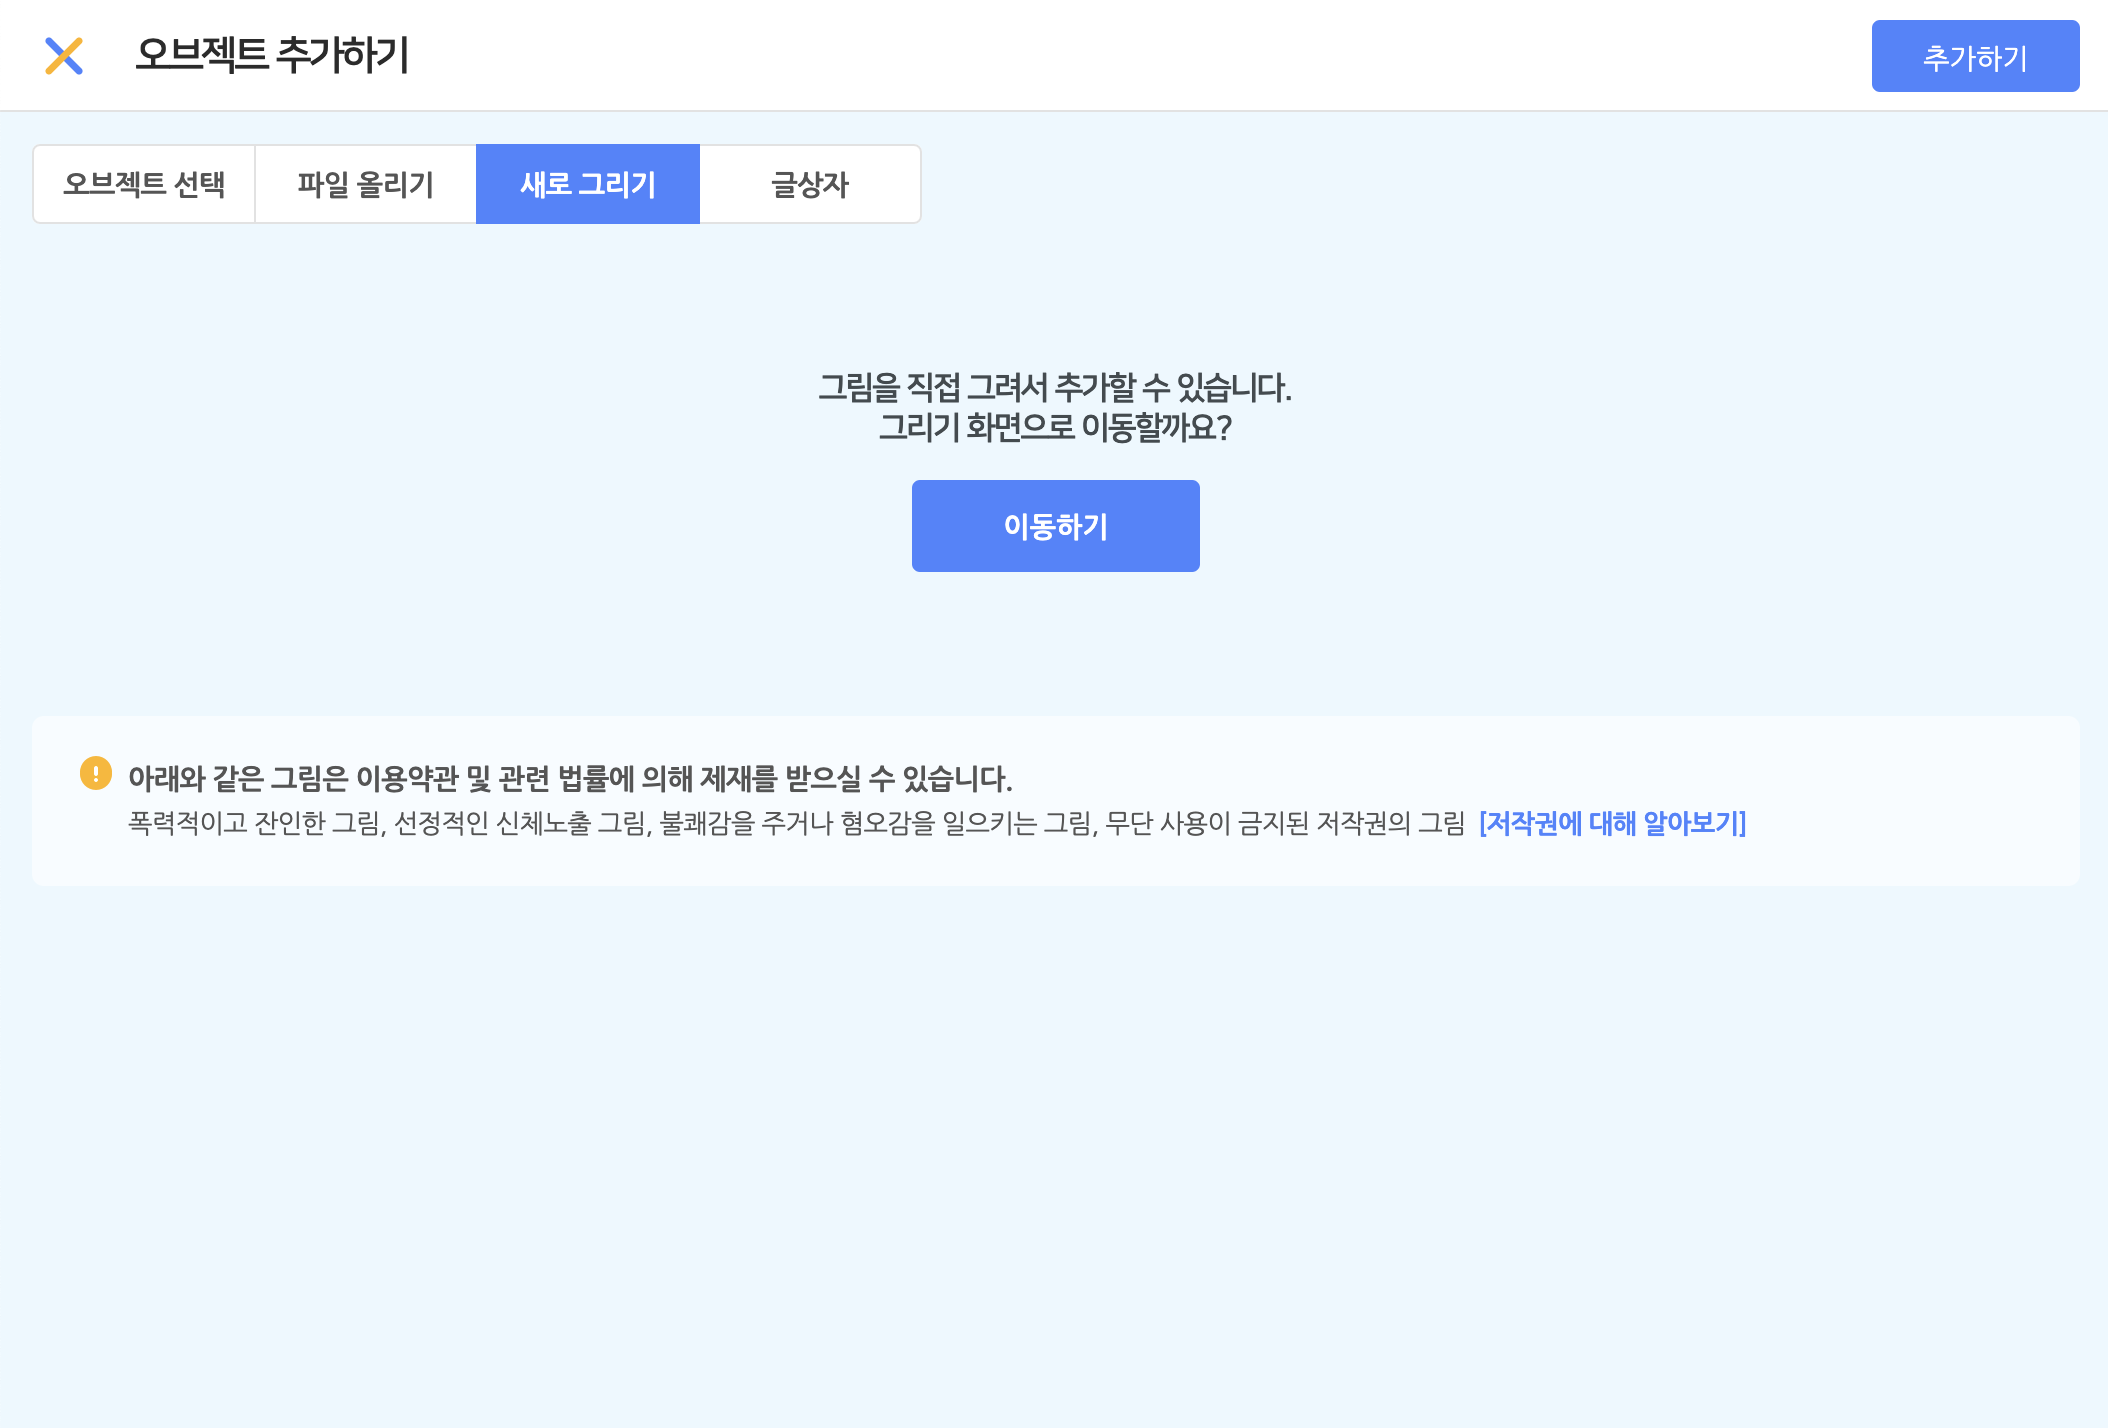 오브젝트 추가하기
추가하기
오브젝트 선택
파일 올리기
새로 그리기
글상자
그림을 직접 그려서 추가할 수 있습니다.
그리기 화면으로 이동할까요?
이동하기
아래와 같은 그림은 이용약관 및 관련 법률에 의해 제재를 받으실 수 있습니다.
폭력적이고 잔인한 그림, 선정적인 신체노출 그림, 불쾌감을 주거나 혐오감을 일으키는 그림, 무단 사용이 금지된 저작권의 그림 [저작권에 대해 알아보기]